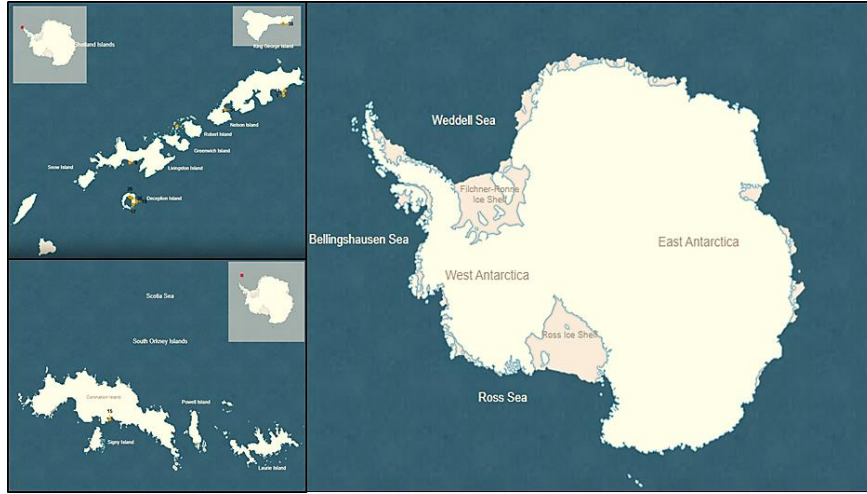 King George Island
Shetland Islands
Nelson Island
Robert Island
Greenwich Island
Snow Island
Livingston Island
Deception Island
Scotia Sea
South Orkney Islands
Coronation Island
Powell Island
15
Signy Island
Laurie Island
Weddell Sea
Filchner-Ronne
Ice Shelf
Bellingshausen Sea
East Antarctica
West Antarctica
Ross Ice Shelf
Ross Sea